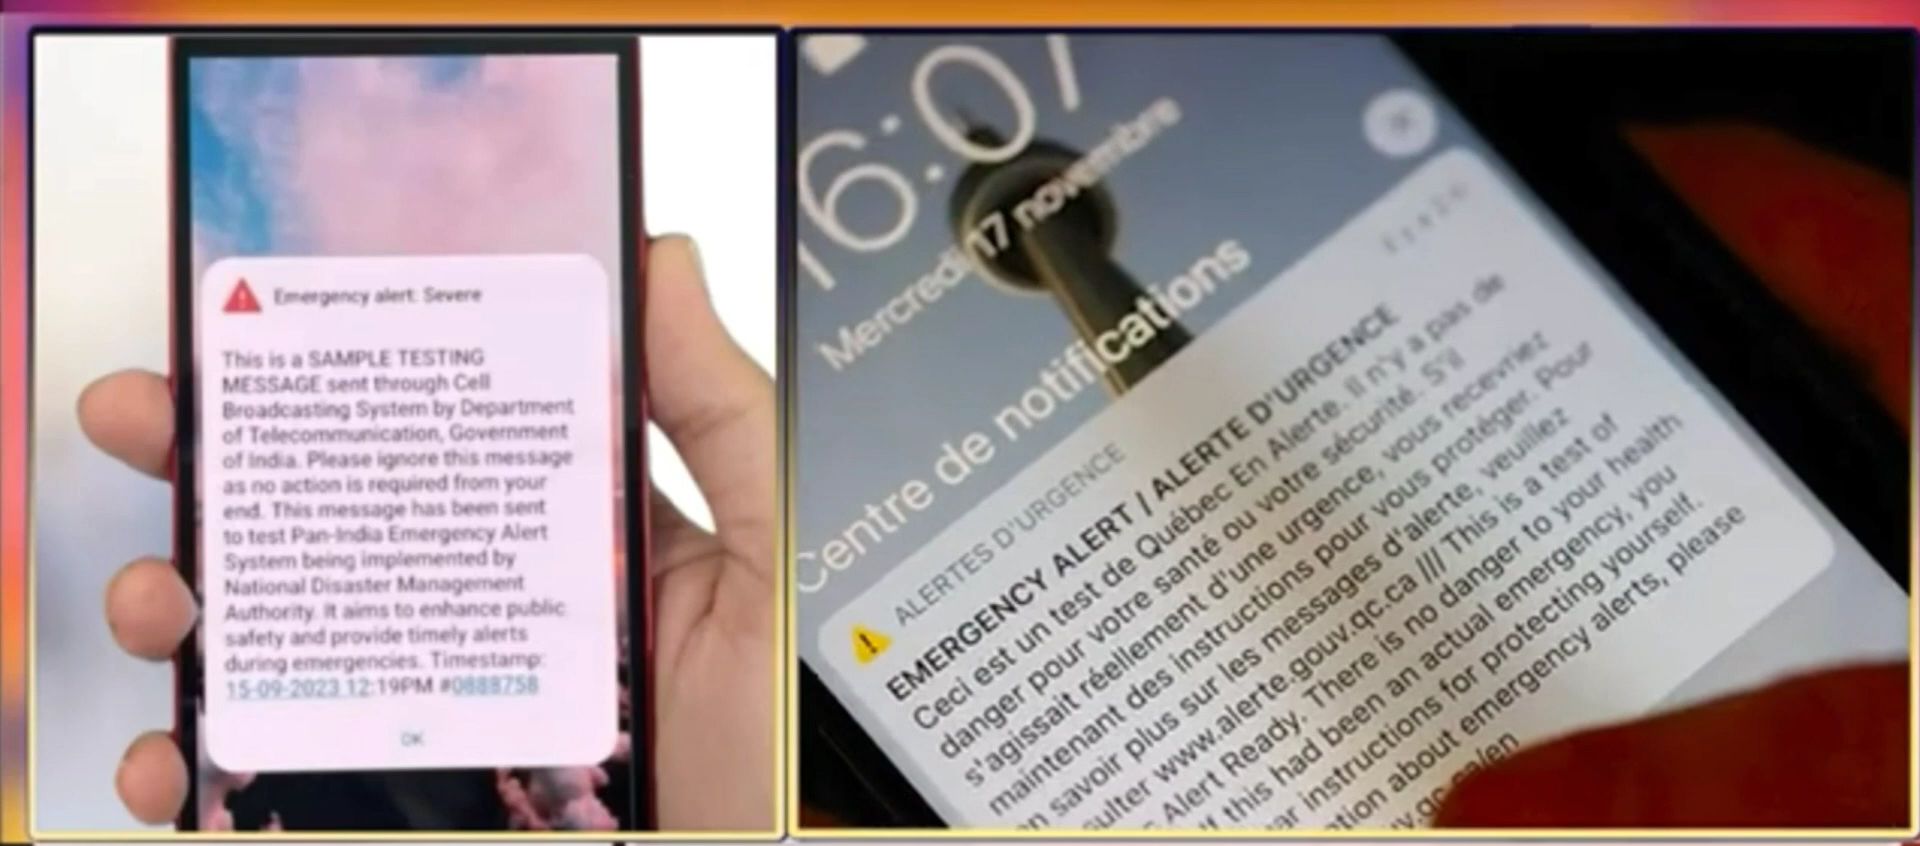 Emergency alert: Severe
This is a SAMPLE TESTING
MESSAGE sent through Cell
Broadcasting System by Department
of Telecommunication, Government
of India. Please ignore this message
as no action is required from your
end. This message has been sent
to test Pan-India Emergency Alert
System being implemented by
National Disaster Management
Authority. It aims to enhance public
safety and provide timely alerts
during emergencies. Timestamp:
15-09-2023 12:19PM #0888758
OK
16:07
Mercredi 17 novembre
Centre de notifications
ALERTES D'URGENCE
EMERGENCY ALERT / ALERTE D'URGENCE
Ceci est un test de Québec En Alerte. Il n'y a pas de
danger pour votre santé ou votre sécurité. S'il
s'agissait réellement d'une urgence, vous recevriez
maintenant des instructions pour vous protéger. Pour
en savoir plus sur les messages d'alerte, veuillez
sulter www.alerte.gouv.qc.ca /// This is a test of
Alert Ready. There is no danger to your health
If this had been an actual emergency, you
ar instructions for protecting yourself.
tion about emergency alerts, please
v.qc.ca/en